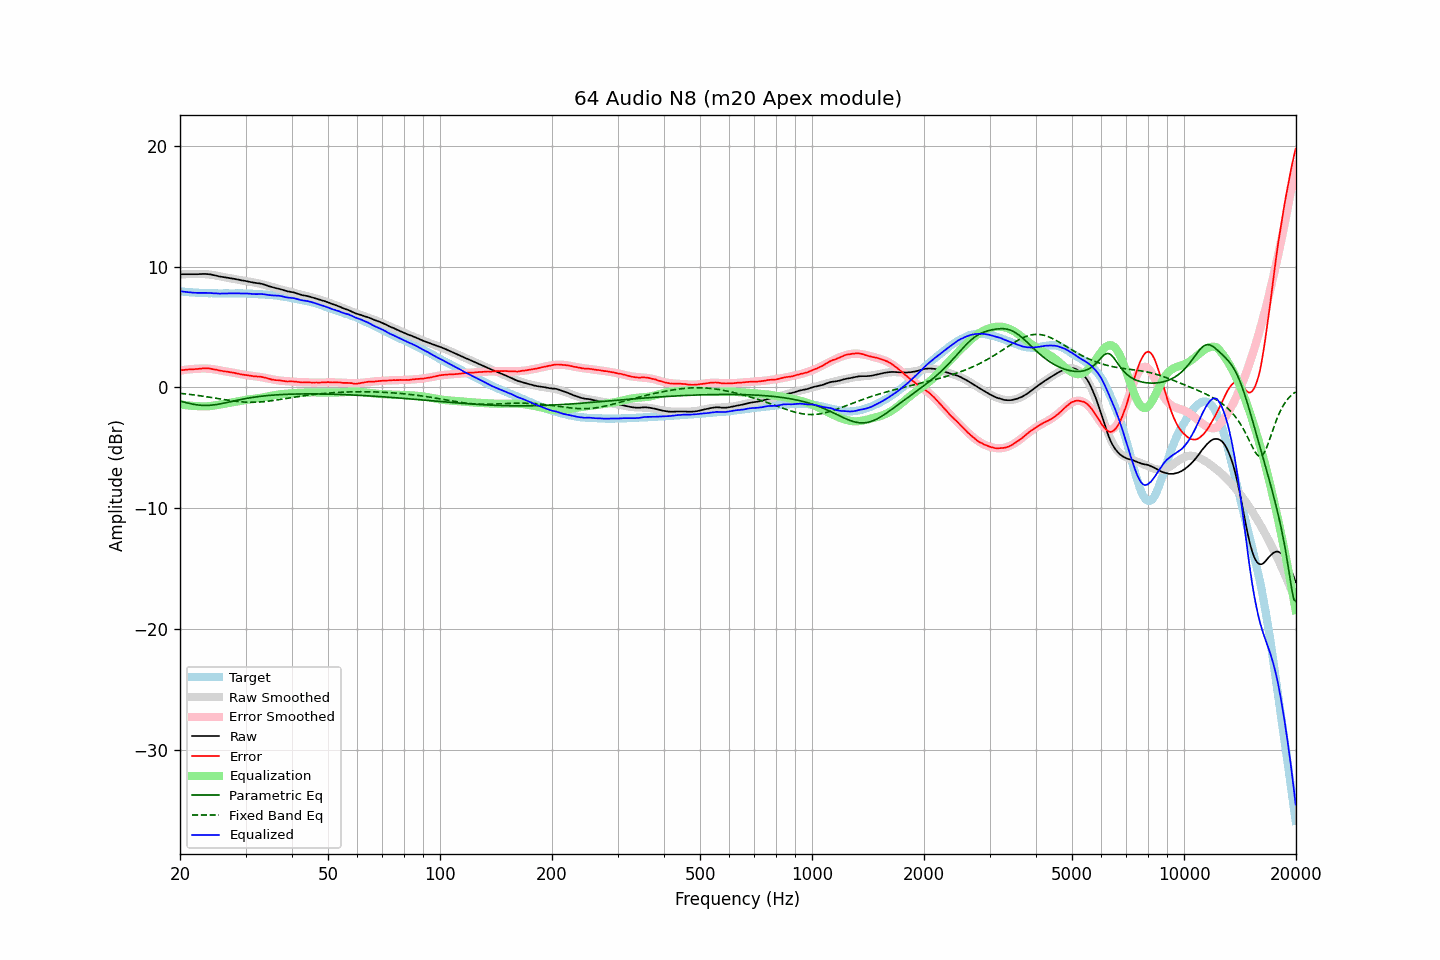 64 Audio N8 (m20 Apex module)
20
10
0
−10
−20
−30
Amplitude (dBr)
Target
Raw Smoothed
Error Smoothed
Raw
Error
Equalization
Parametric Eq
Fixed Band Eq
Equalized
20 50 100 200 500 1000 2000 5000 10000 20000
Frequency (Hz)